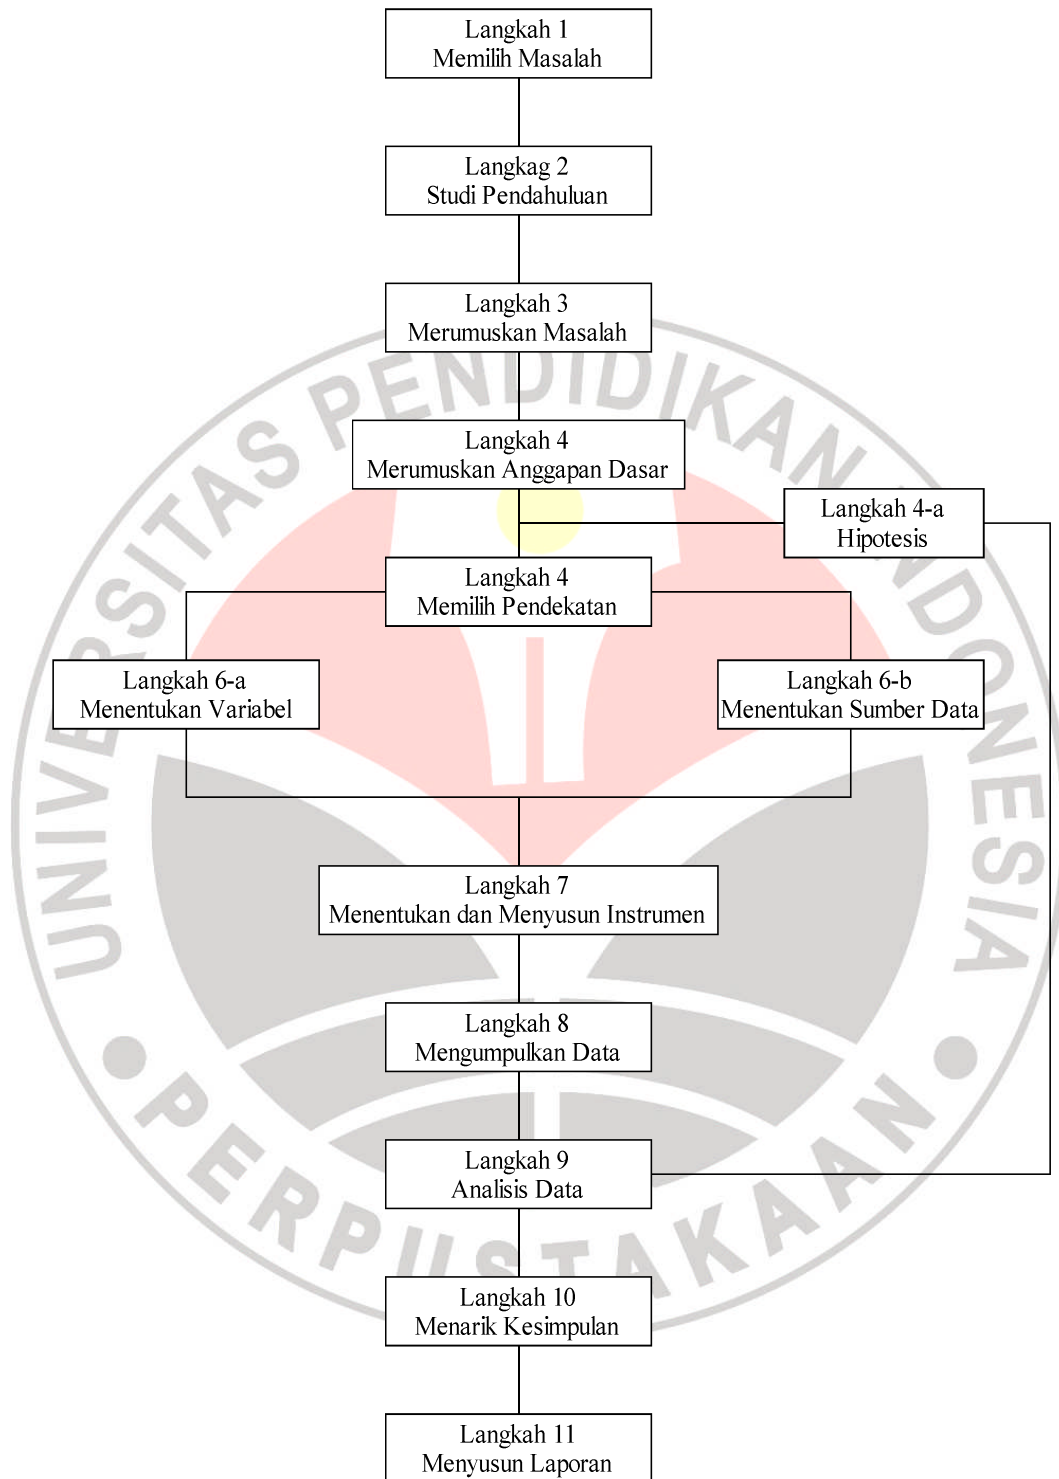 Langkah 1
Memilih Masalah
Langkag 2
Studi Pendahuluan
Langkah 3
Merumuskan Masalah
Langkah 4
Merumuskan Anggapan Dasar
Langkah 4-a
Hipotesis
Langkah 4
Memilih Pendekatan
Langkah 6-a
Menentukan Variabel
Langkah 6-b
Menentukan Sumber Data
Langkah 7
Menentukan dan Menyusun Instrumen
Langkah 8
Mengumpulkan Data
Langkah 9
Analisis Data
Langkah 10
Menarik Kesimpulan
Langkah 11
Menyusun Laporan
UNIVERSITAS PENDIDIKAN INDONESIA
PERPUSTAKAAN